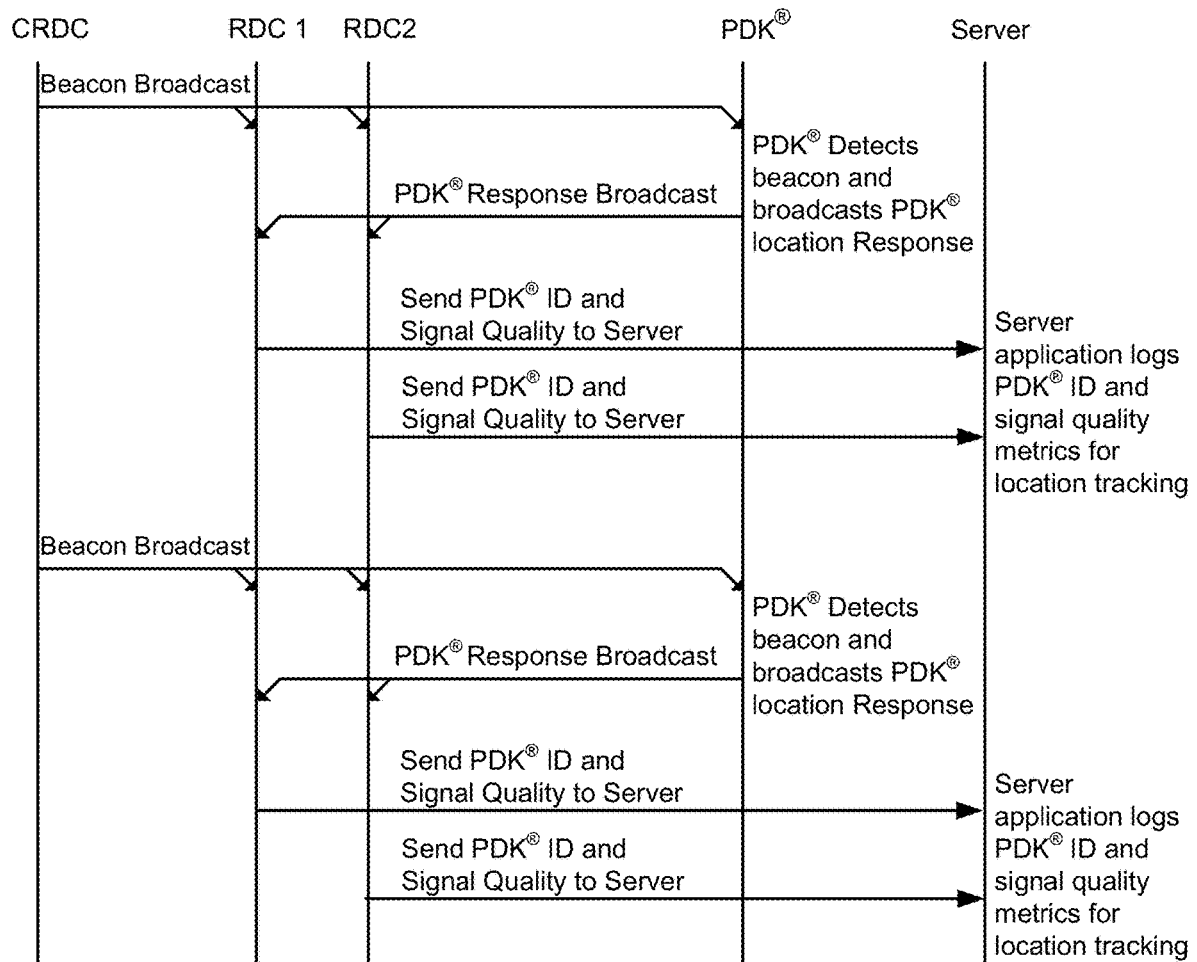 CRDC
RDC 1
RDC2
PDK®
Server
Beacon Broadcast
PDK® Detects
beacon and
broadcasts PDK®
location Response
PDK® Response Broadcast
Send PDK® ID and
Signal Quality to Server
Send PDK® ID and
Signal Quality to Server
Server
application logs
PDK® ID and
signal quality
metrics for
location tracking
Beacon Broadcast
PDK® Detects
beacon and
broadcasts PDK®
location Response
PDK® Response Broadcast
Send PDK® ID and
Signal Quality to Server
Send PDK® ID and
Signal Quality to Server
Server
application logs
PDK® ID and
signal quality
metrics for
location tracking